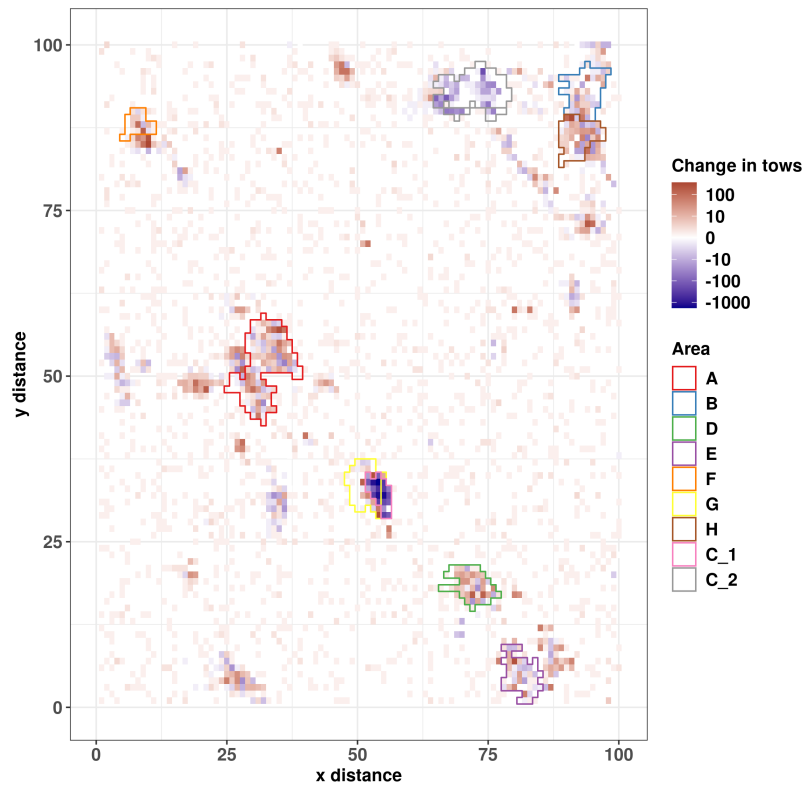 100
75
50
25
0
y distance
0 25 50 75 100
x distance
Change in tows
100
10
0
-10
-100
-1000
Area
A
B
D
E
F
G
H
C_1
C_2